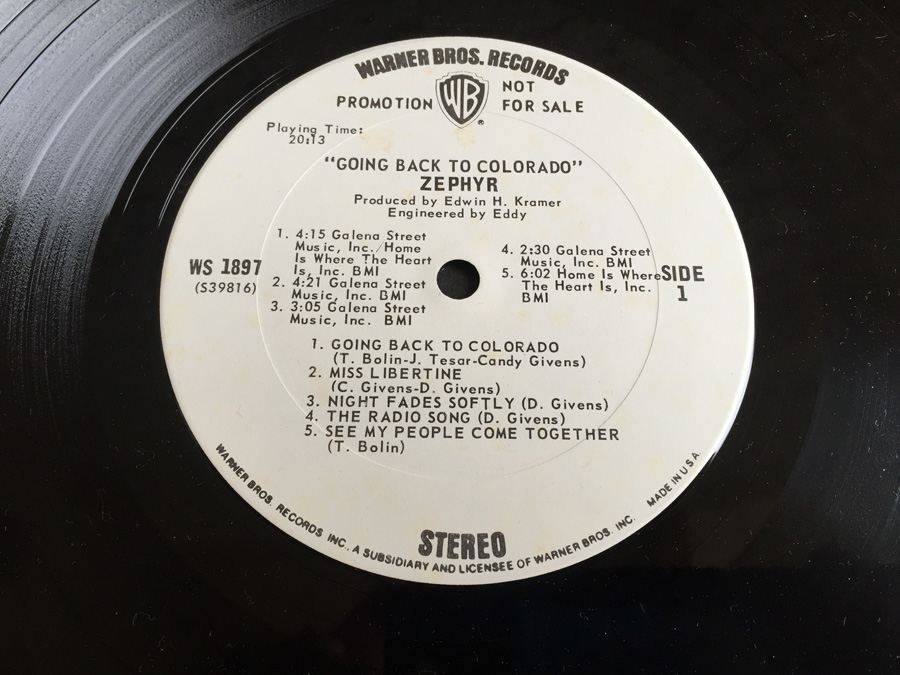 WARNER BROS. RECORDS
PROMOTION WB NOT
FOR SALE
®
Playing Time:
20:13
“GOING BACK TO COLORADO”
ZEPHYR
Produced by Edwin H. Kramer
Engineered by Eddy
1. 4:15 Galena Street
Music, Inc./Home
Is Where The Heart
Is, Inc. BMI
2. 4:21 Galena Street
Music, Inc. BMI
3. 3:05 Galena Street
Music, Inc. BMI
4. 2:30 Galena Street
Music, Inc. BMI
5. 6:02 Home Is Where
The Heart Is, Inc.
BMI
WS 1897
(S39816)
SIDE
1
1. GOING BACK TO COLORADO
(T. Bolin-J. Tesar-Candy Givens)
2. MISS LIBERTINE
(C. Givens-D. Givens)
3. NIGHT FADES SOFTLY (D. Givens)
4. THE RADIO SONG (D. Givens)
5. SEE MY PEOPLE COME TOGETHER
(T. Bolin)
STEREO
WARNER BROS. RECORDS INC., A SUBSIDIARY AND LICENSEE OF WARNER BROS. INC. MADE IN U.S.A.